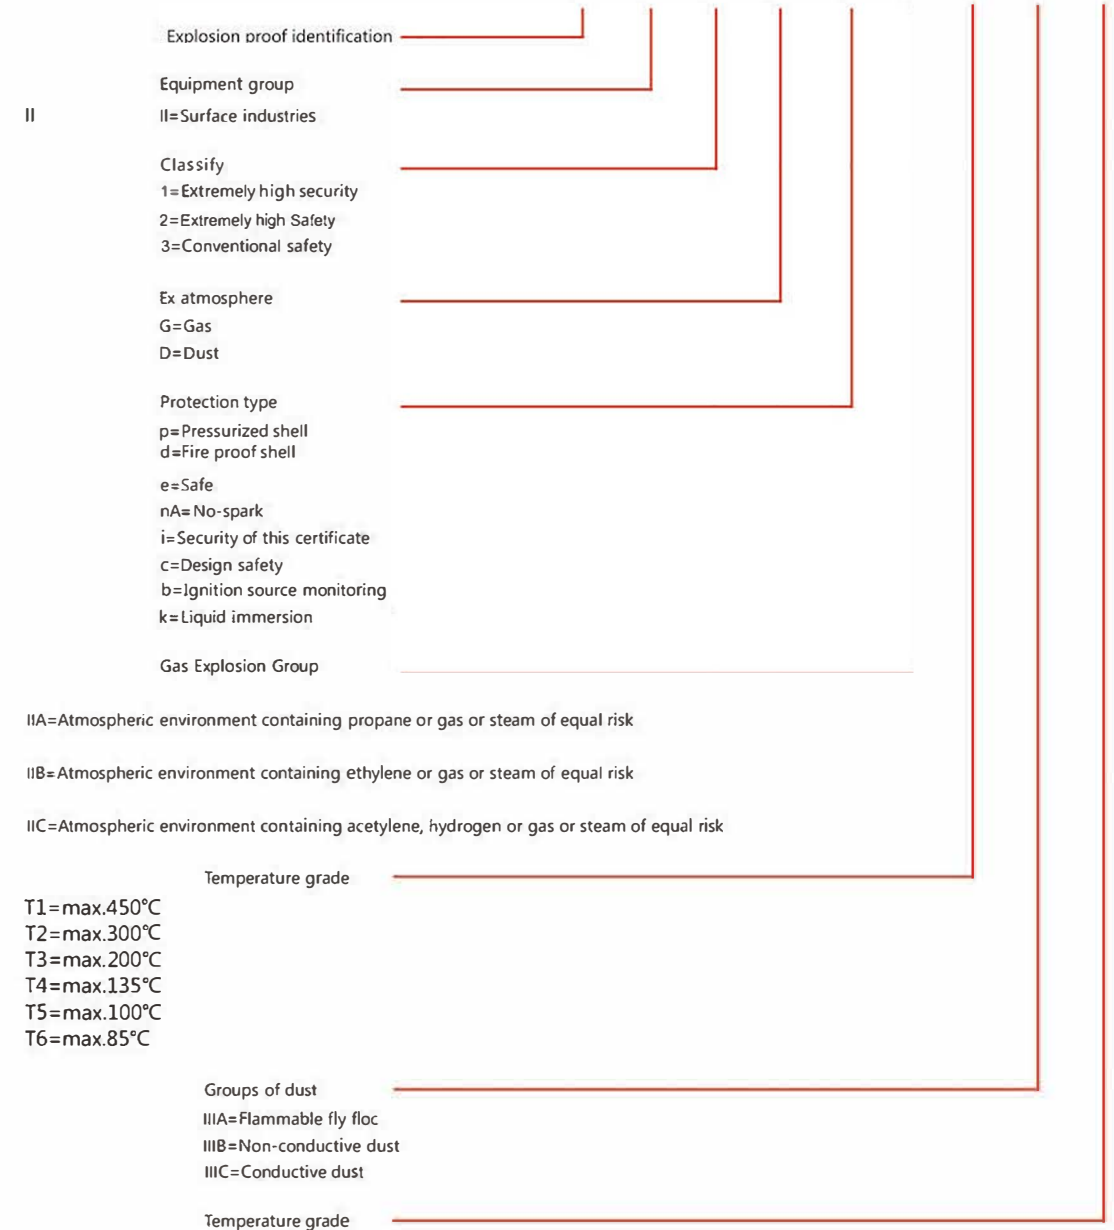 Explosion proof identification
Equipment group
II
II=Surface industries
Classify
1=Extremely high security
2=Extremely high Safety
3=Conventional safety
Ex atmosphere
G=Gas
D=Dust
Protection type
p=Pressurized shell
d=Fire proof shell
e=Safe
nA=No-spark
i=Security of this certificate
c=Design safety
b=Ignition source monitoring
k=Liquid immersion
Gas Explosion Group
IIA=Atmospheric environment containing propane or gas or steam of equal risk
IIB=Atmospheric environment containing ethylene or gas or steam of equal risk
IIC=Atmospheric environment containing acetylene, hydrogen or gas or steam of equal risk
Temperature grade
T1=max.450°C
T2=max.300°C
T3=max.200°C
T4=max.135°C
T5=max.100°C
T6=max.85°C
Groups of dust
IIIA=Flammable fly floc
IIIB=Non-conductive dust
IIIC=Conductive dust
Temperature grade